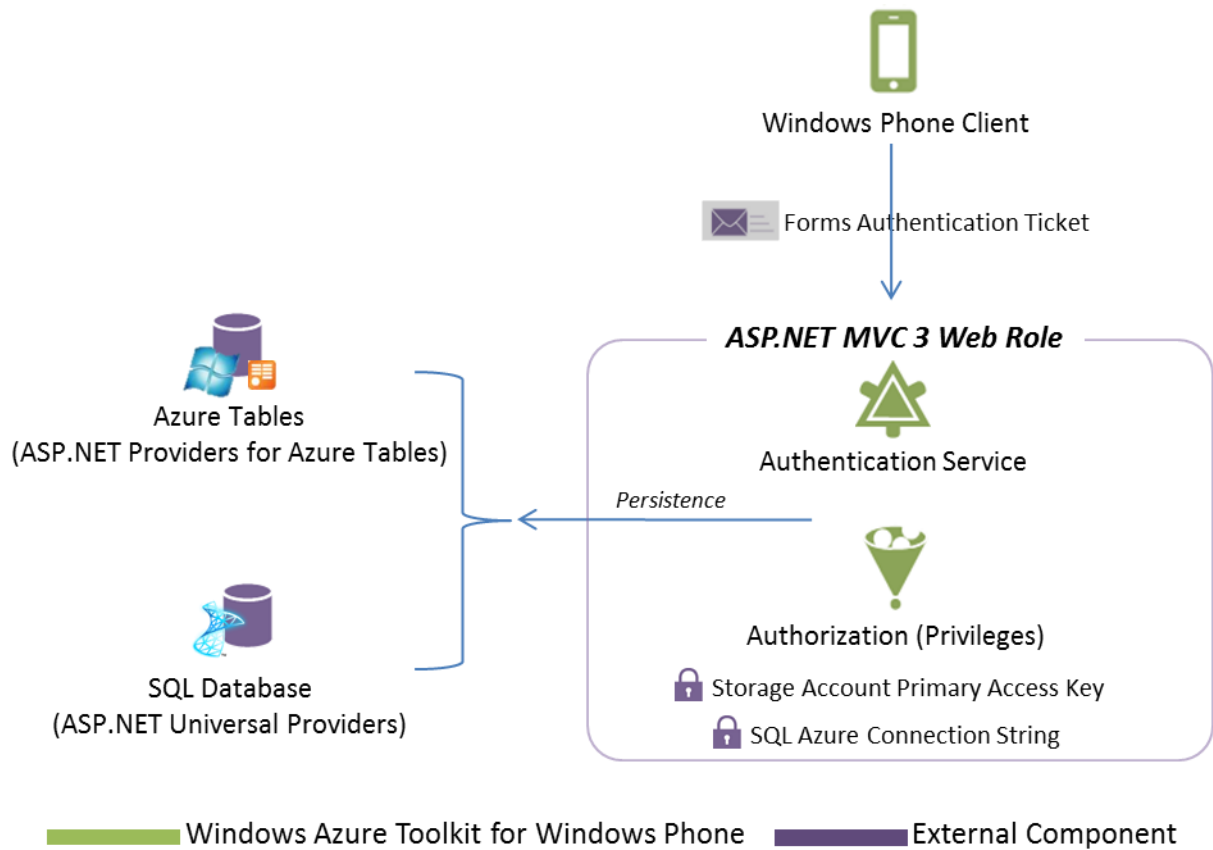 Windows Phone Client
Forms Authentication Ticket
ASP.NET MVC 3 Web Role
Authentication Service
Azure Tables
(ASP.NET Providers for Azure Tables)
Persistence
Authorization (Privileges)
Storage Account Primary Access Key
SQL Azure Connection String
SQL Database
(ASP.NET Universal Providers)
Windows Azure Toolkit for Windows Phone
External Component